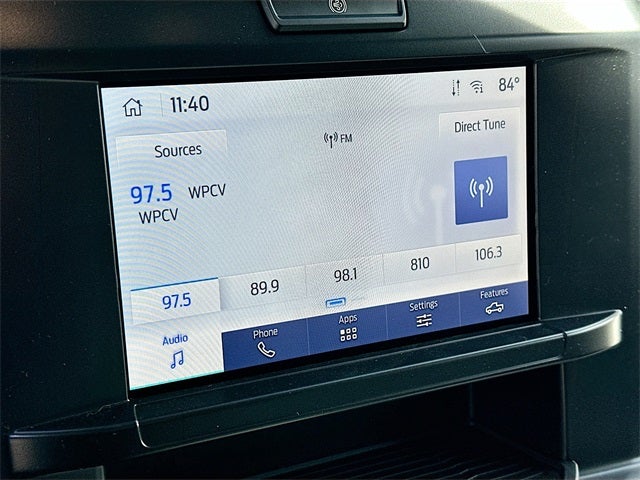 11:40 84°
Sources FM Direct Tune
97.5 WPCV
WPCV
97.5 89.9 98.1 810 106.3
Audio Phone Apps Settings Features